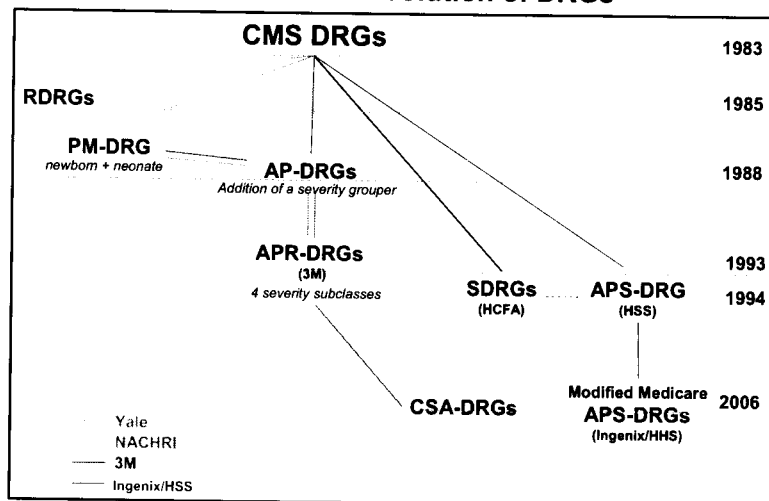 of DRGs
CMS DRGs
1983
RDRGs
1985
PM-DRG
newborn + neonate
AP-DRGs
Addition of a severity grouper
1988
APR-DRGs
(3M)
4 severity subclasses
1993
SDRGs
(HCFA)
APS-DRG
(HSS)
1994
CSA-DRGs
Modified Medicare
APS-DRGs
(Ingenix/HHS)
2006
Yale
NACHRI
3M
Ingenix/HSS